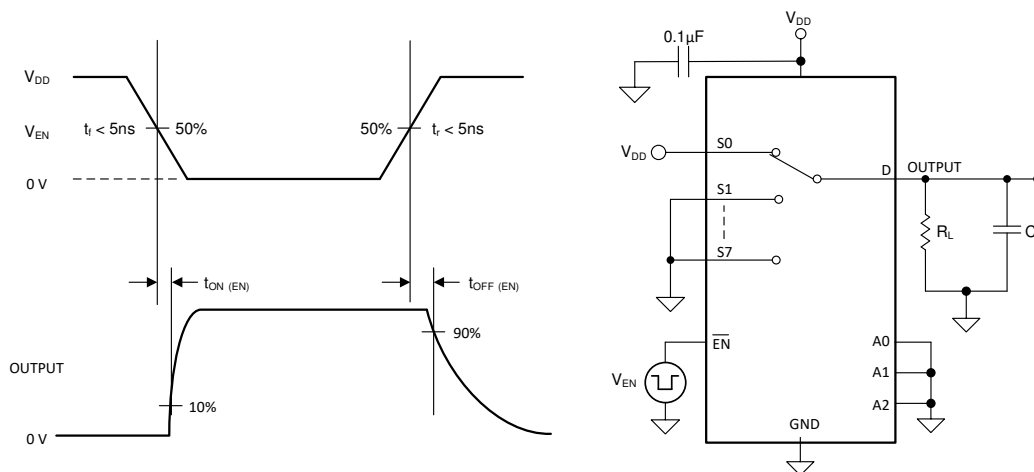 V_DD
V_EN
0 V
t_f < 5ns
50%
50%
t_r < 5ns
t_ON (EN)
t_OFF (EN)
90%
OUTPUT
10%
0 V
V_DD
0.1µF
V_DD
S0
S1
S7
D
OUTPUT
R_L
C
EN
V_EN
A0
A1
A2
GND